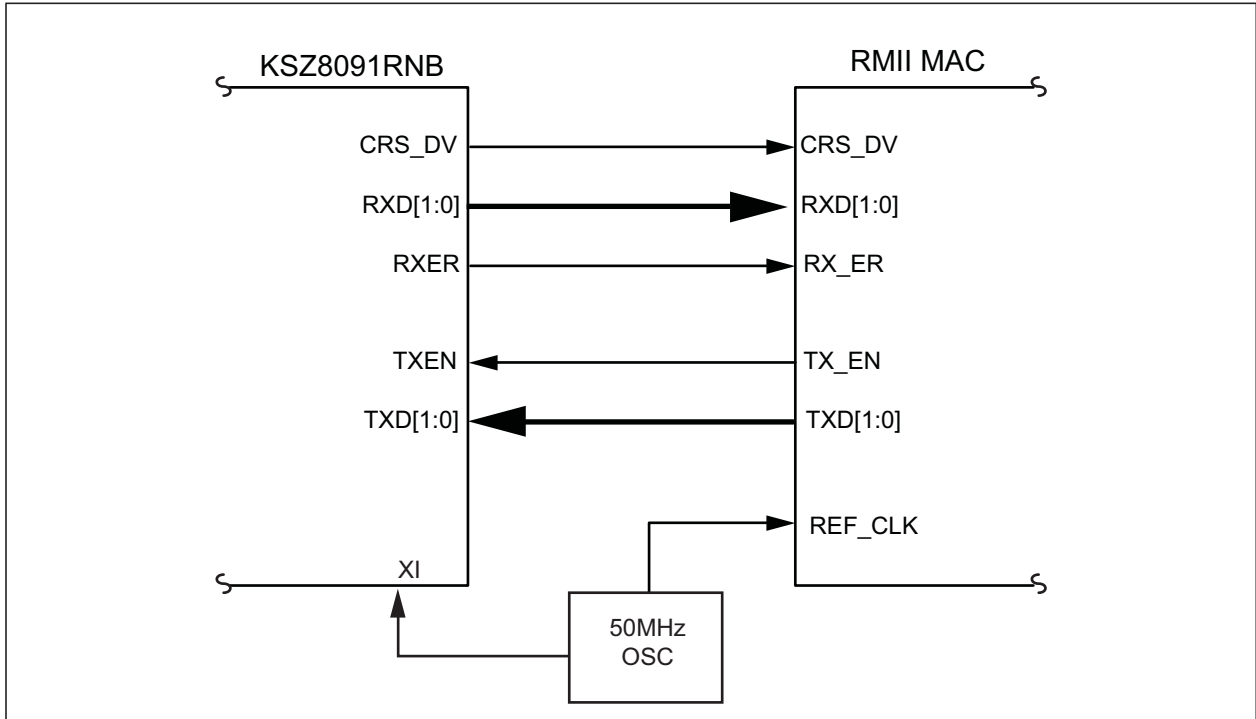 KSZ8091RNB
RMII MAC
CRS_DV
CRS_DV
RXD[1:0]
RXD[1:0]
RXER
RX_ER
TXEN
TX_EN
TXD[1:0]
TXD[1:0]
REF_CLK
XI
50MHz
OSC